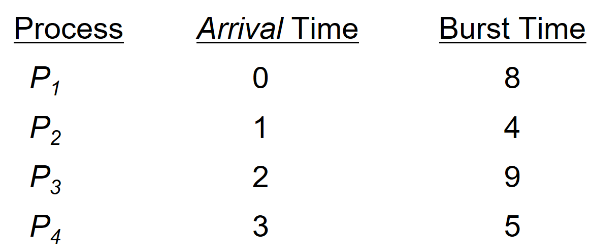 Process Arrival Time Burst Time
P1 0 8
P2 1 4
P3 2 9
P4 3 5